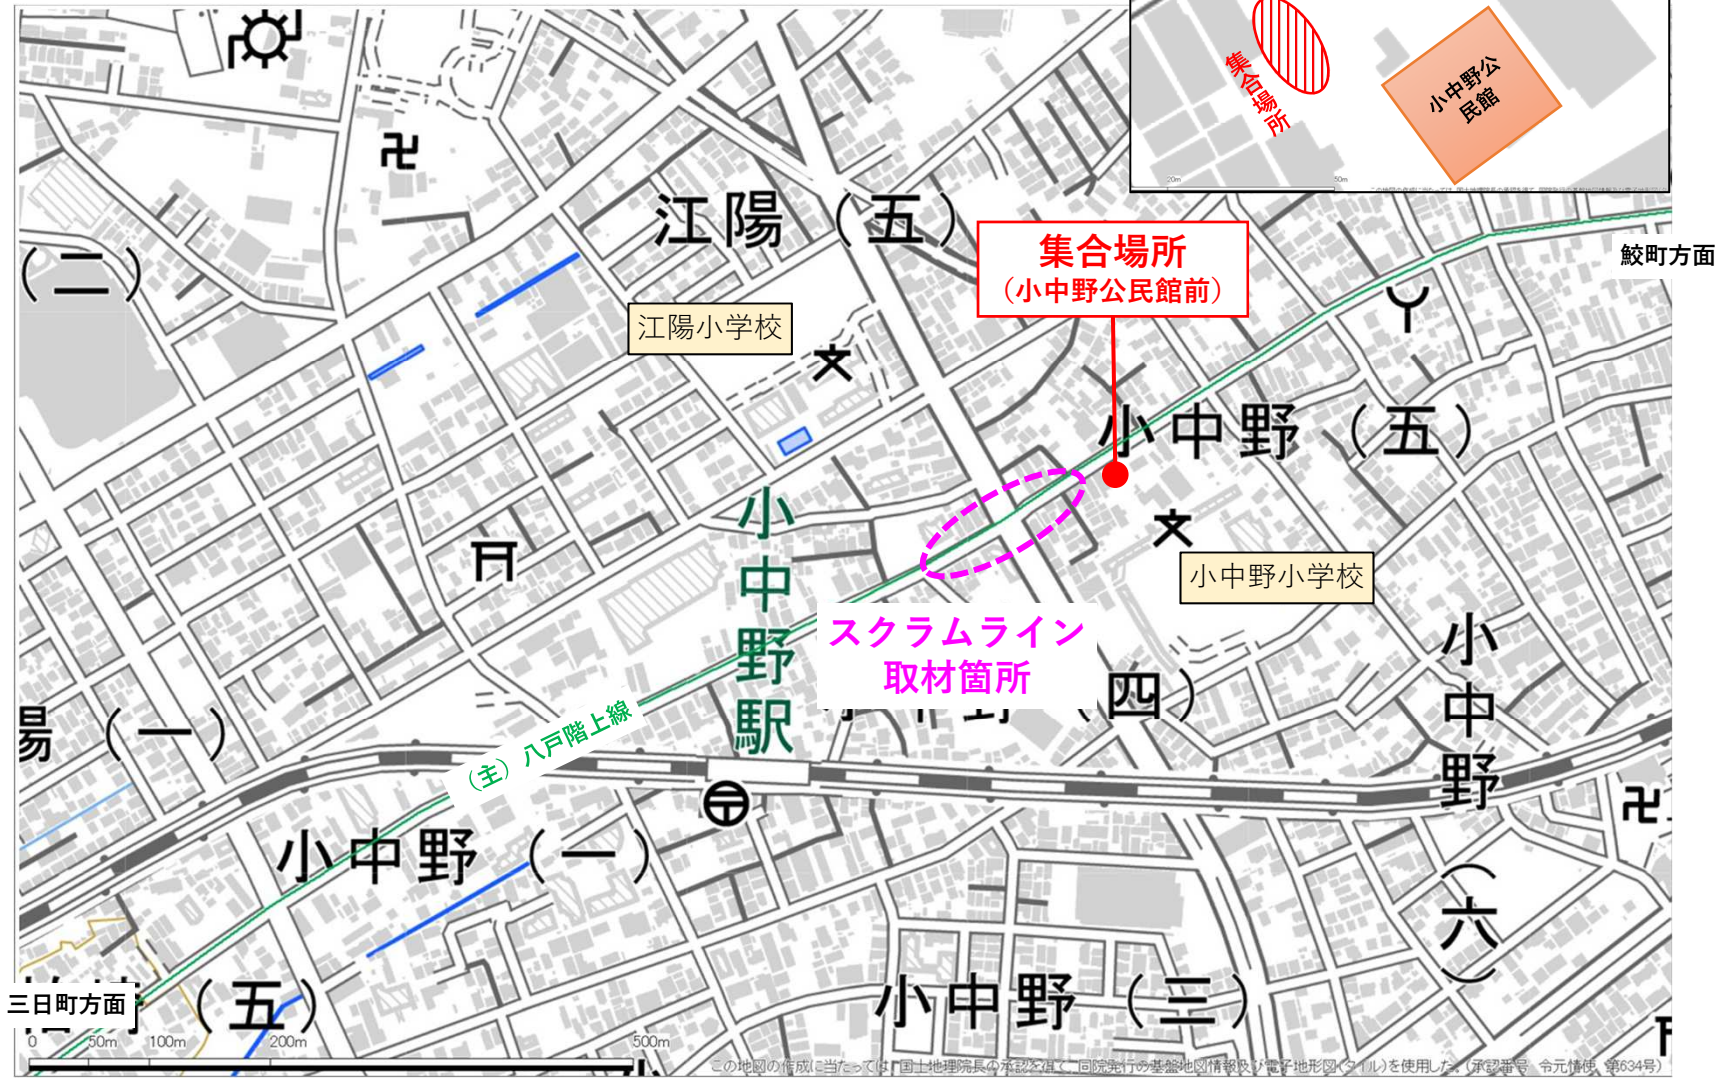 集合場所
小中野公
民館
20m
50m
江陽（五）
（二）
集合場所
（小中野公民館前）
鮫町方面
江陽小学校
小中野（五）
小中野駅
小中野小学校
スクラムライン
取材箇所
（四）
小中野（六）
陽（一）
（主）八戸階上線
小中野（一）
三日町方面
（五）
小中野（三）
0
50m
100m
200m
500m
この地図の作成に当たっては、国土地理院長の承認を得て、同院発行の基盤地図情報及び電子地形図(タイル)を使用した。(承認番号 令元情使、第634号)